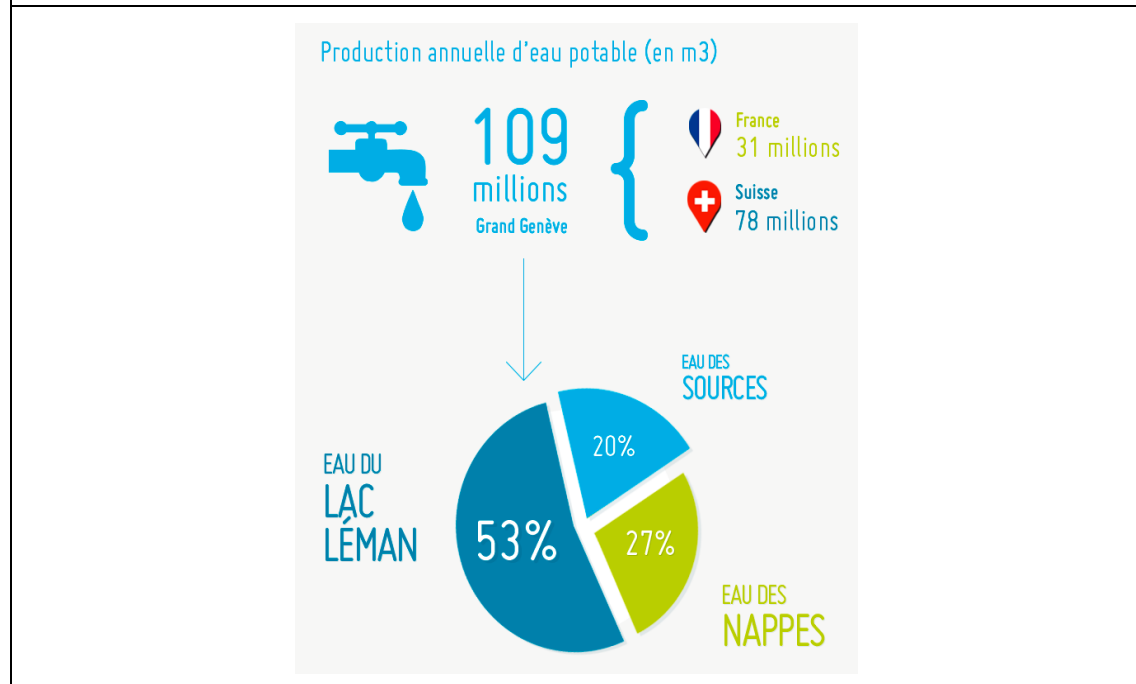 Production annuelle d'eau potable (en m3)
109
millions
Grand Genève
France
31 millions
Suisse
78 millions
EAU DES
SOURCES
20%
EAU DU
LAC
LÉMAN
53%
27%
EAU DES
NAPPES